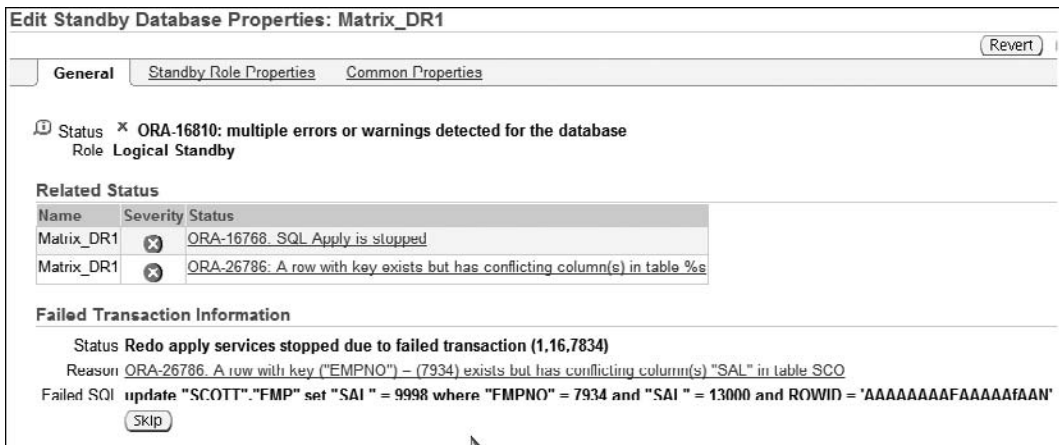 Edit Standby Database Properties: Matrix_DR1
Revert
General Standby Role Properties Common Properties
Status × ORA-16810: multiple errors or warnings detected for the database
Role Logical Standby
Related Status
Name Severity Status
Matrix_DR1 ORA-16768. SQL Apply is stopped
Matrix_DR1 ORA-26786: A row with key exists but has conflicting column(s) in table %s
Failed Transaction Information
Status Redo apply services stopped due to failed transaction (1,16,7834)
Reason ORA-26786. A row with key ("EMPNO") – (7934) exists but has conflicting column(s) "SAL" in table SCO
Failed SQL update "SCOTT"."EMP" set "SAL" = 9998 where "EMPNO" = 7934 and "SAL" = 13000 and ROWID = 'AAAAAAAAFAAAAAfAAN'
Skip